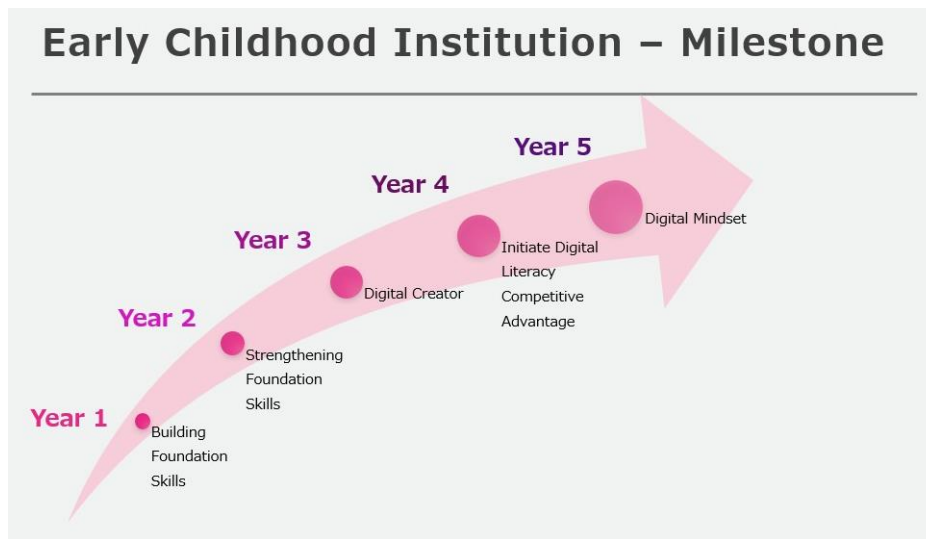 Early Childhood Institution – Milestone
Year 1
Building
Foundation
Skills
Year 2
Strengthening
Foundation
Skills
Year 3
Digital Creator
Year 4
Initiate Digital
Literacy
Competitive
Advantage
Year 5
Digital Mindset